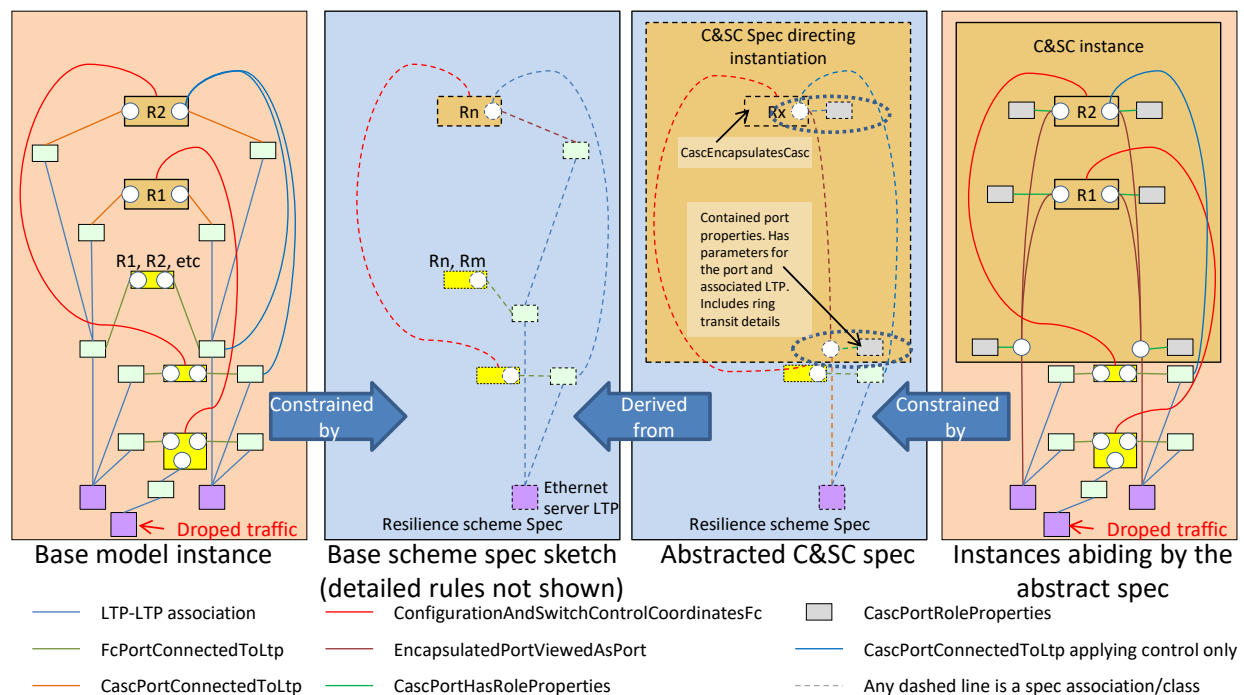 R2
R1
R1, R2, etc
Constrained
by
Droped traffic
Base model instance
Rn
Rn, Rm
Ethernet
server LTP
Resilience scheme Spec
Base scheme spec sketch
(detailed rules not shown)
Derived
from
C&SC Spec directing
instantiation
Rx
CascEncapsulatesCasc
Contained port
properties. Has
parameters for
the port and
associated LTP.
Includes ring
transit details
Resilience scheme Spec
Abstracted C&SC spec
Constrained
by
C&SC instance
R2
R1
Droped traffic
Instances abiding by the
abstract spec
LTP-LTP association
ConfigurationAndSwitchControlCoordinatesFc
CascPortRoleProperties
FcPortConnectedToLtp
EncapsulatedPortViewedAsPort
CascPortConnectedToLtp applying control only
CascPortConnectedToLtp
CascPortHasRoleProperties
Any dashed line is a spec association/class